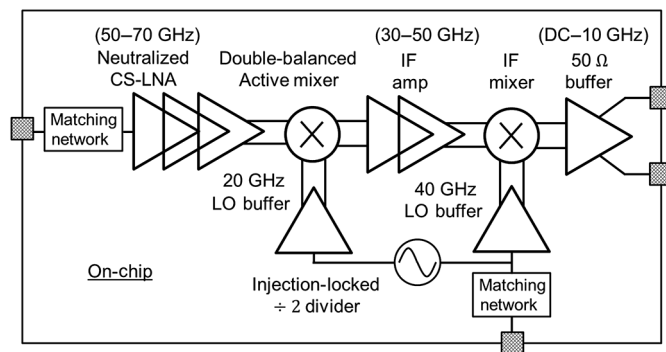 (50–70 GHz)
Neutralized
CS-LNA
Double-balanced
Active mixer
(30–50 GHz)
IF
amp
IF
mixer
(DC–10 GHz)
50 Ω
buffer
Matching
network
20 GHz
LO buffer
40 GHz
LO buffer
On-chip
Injection-locked
÷ 2 divider
Matching
network